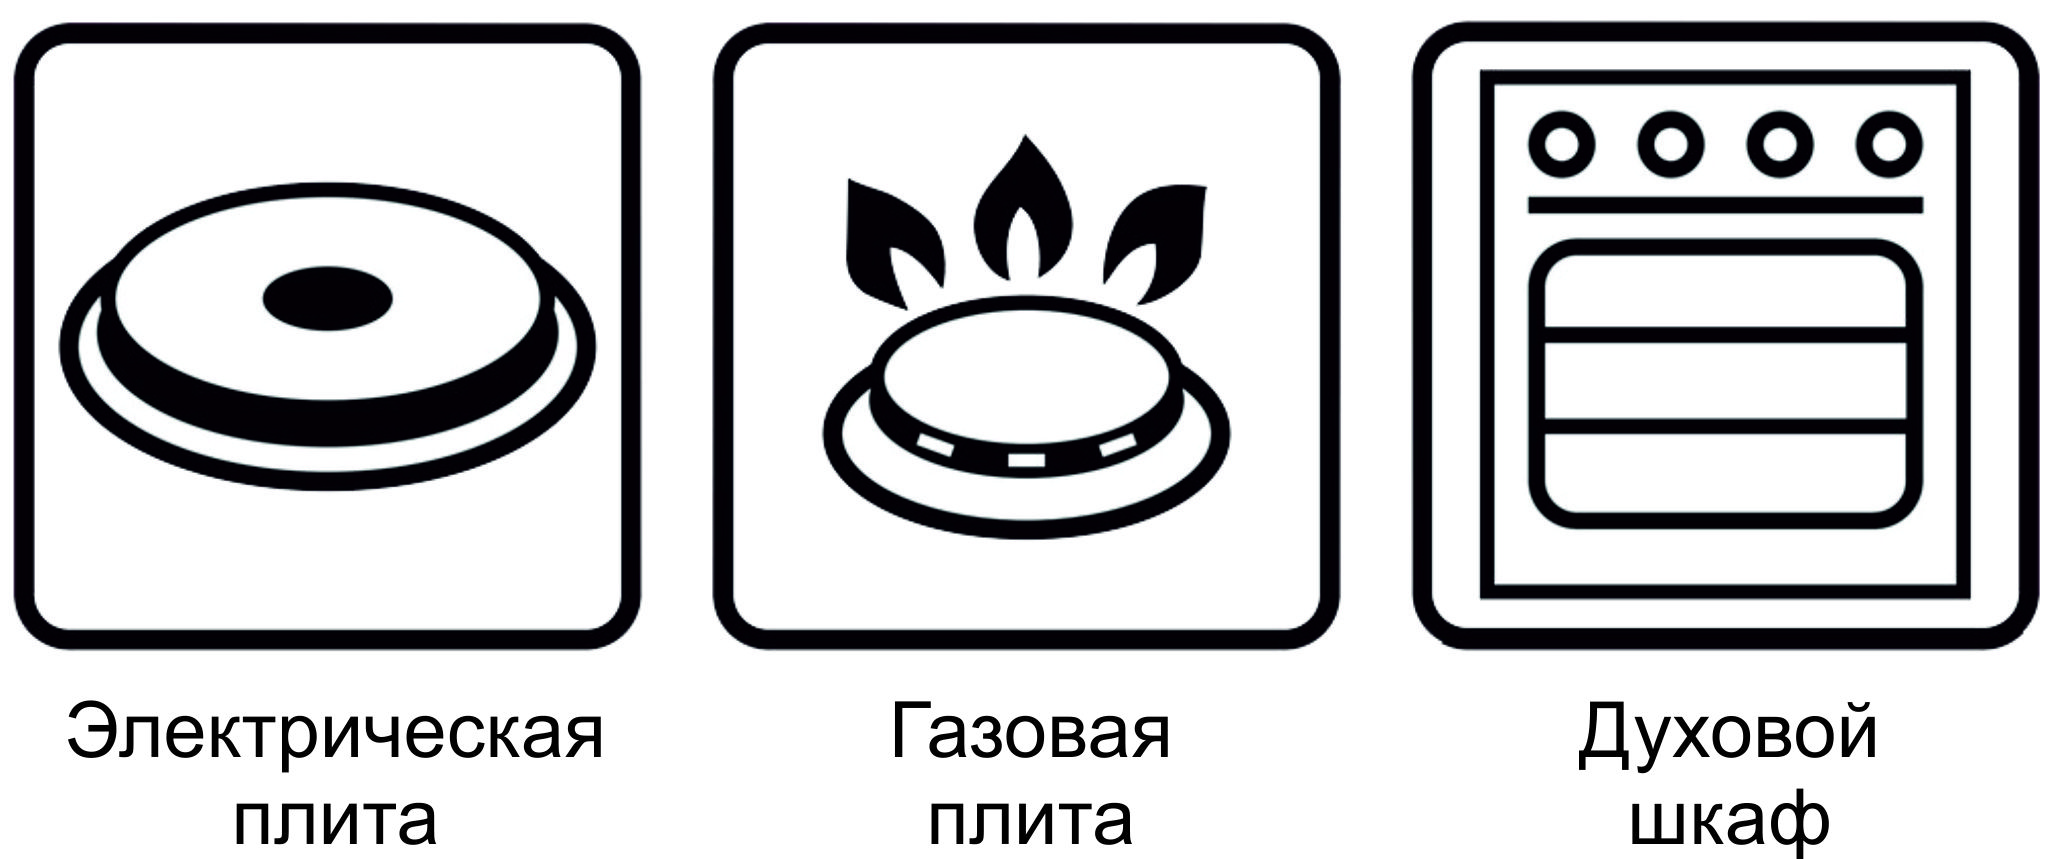 Электрическая
плита
Газовая
плита
Духовой
шкаф